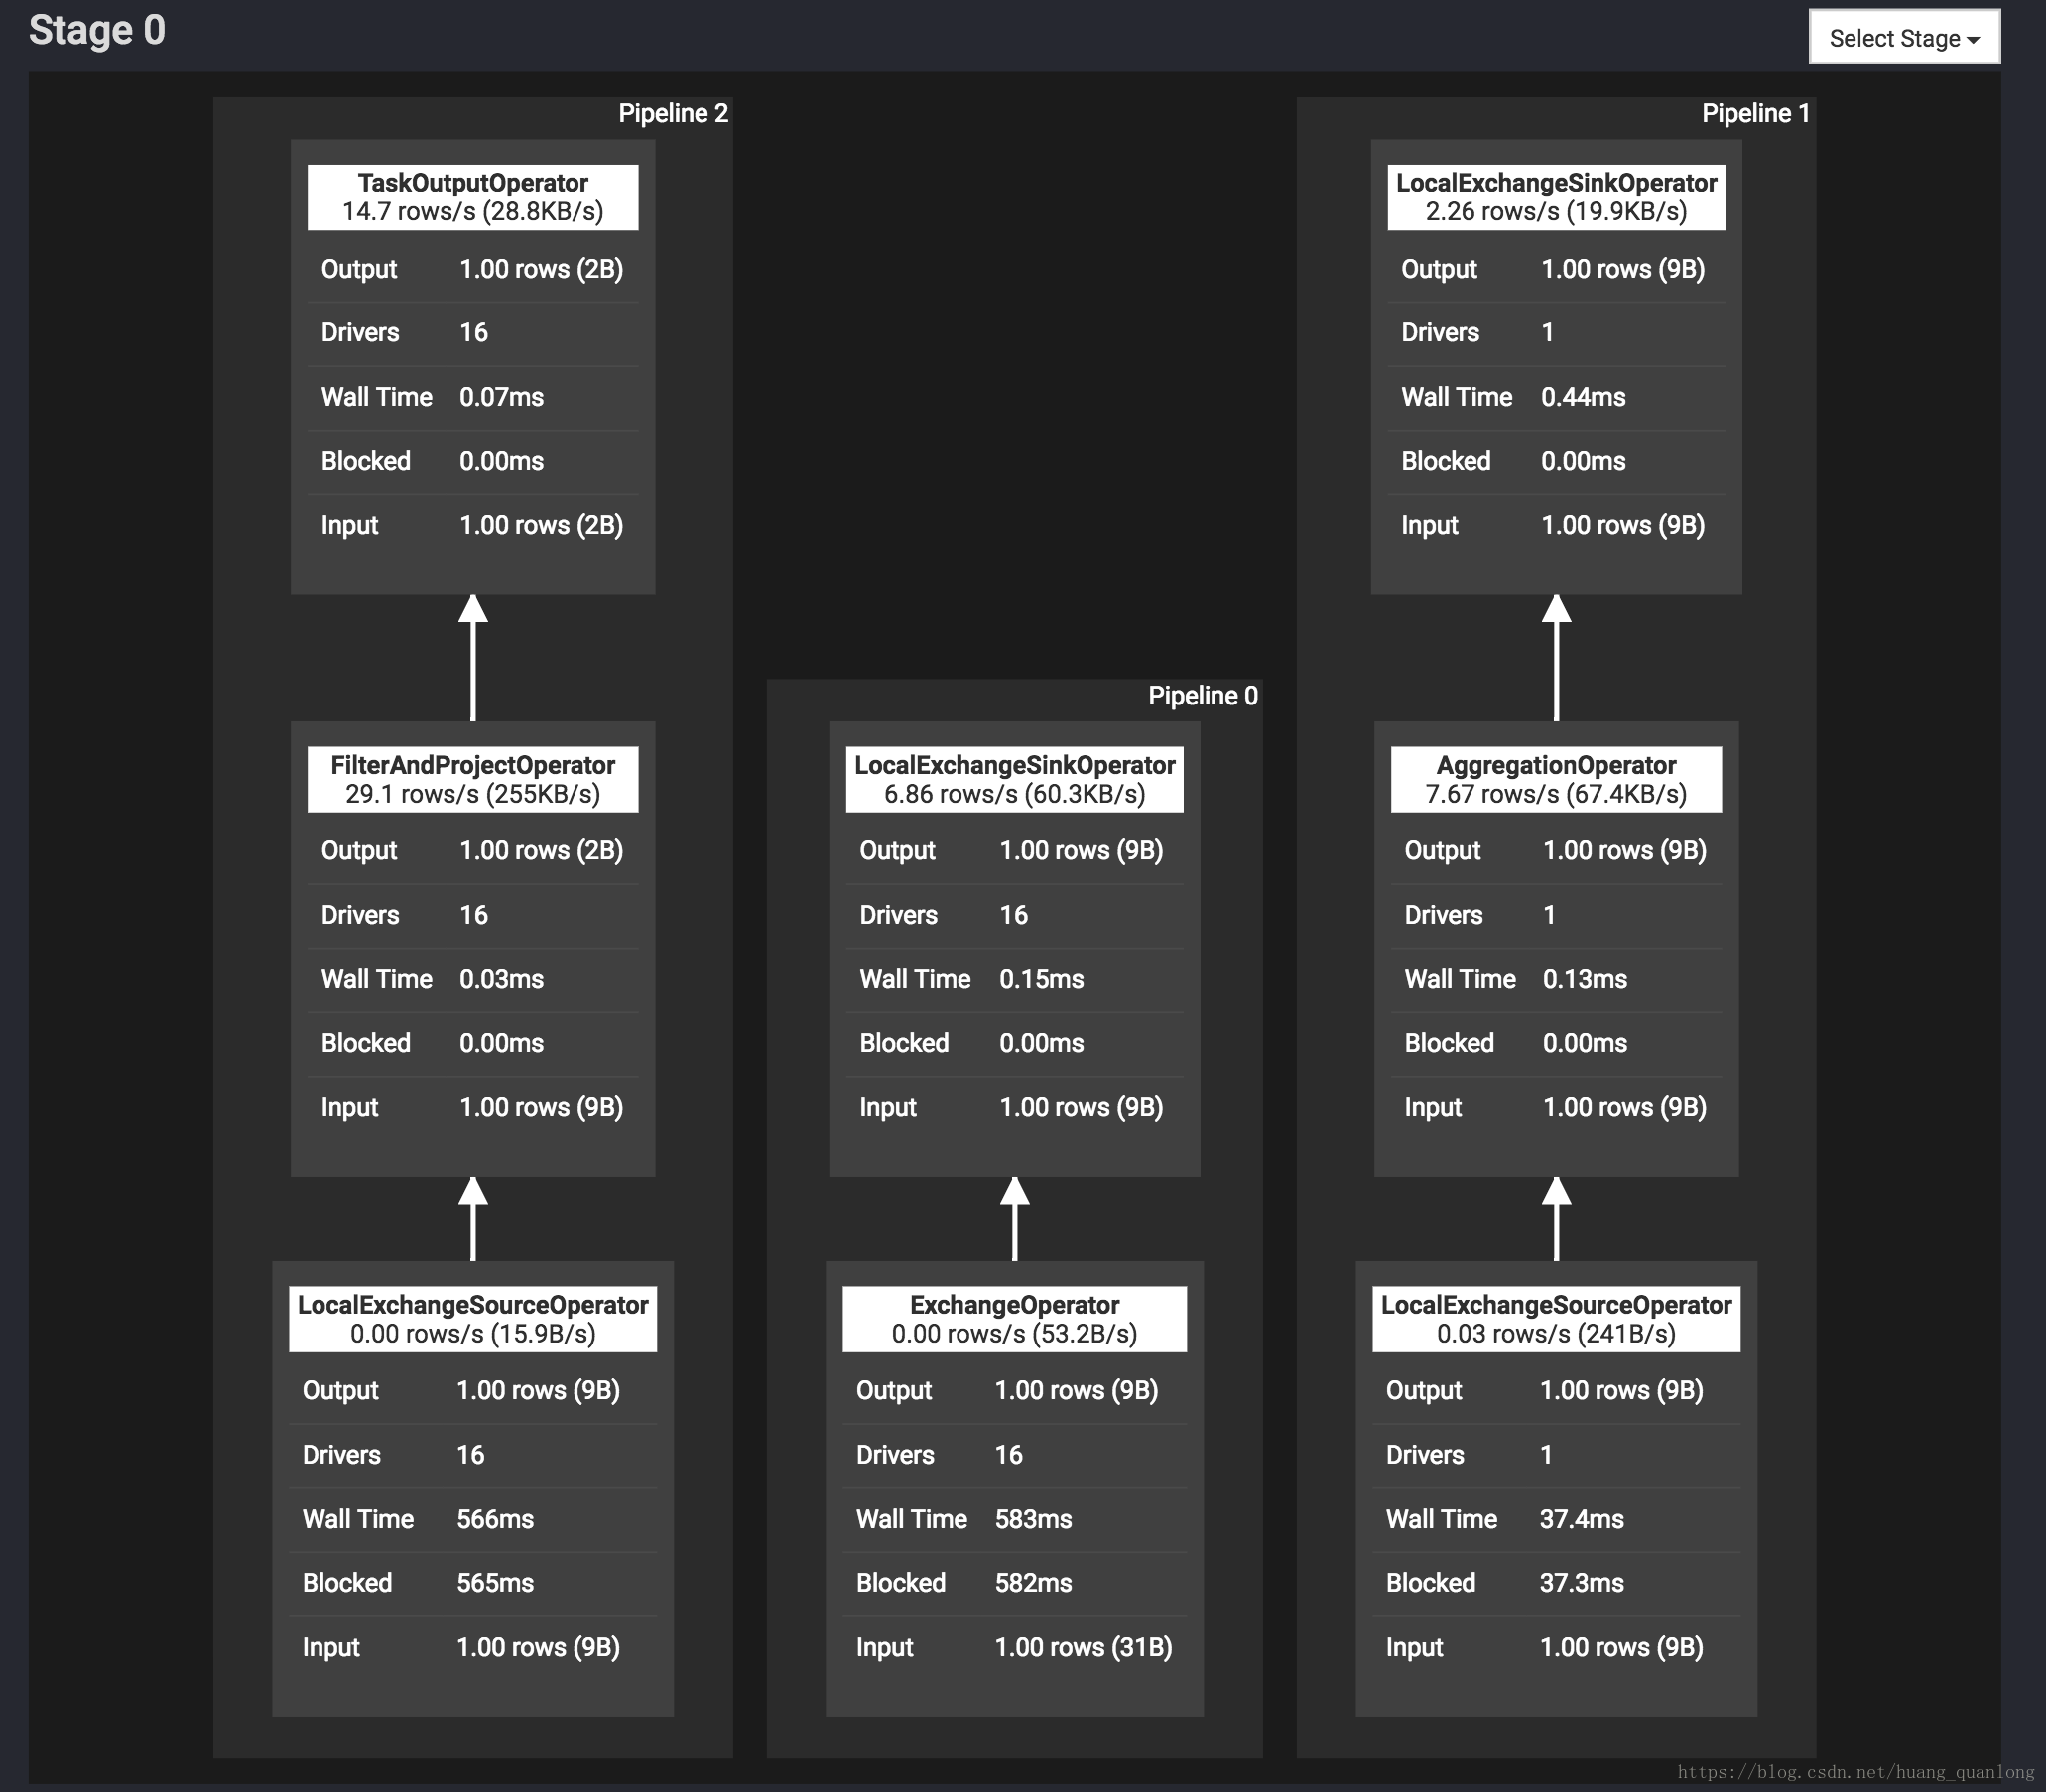 Stage 0
Select Stage
Pipeline 2
TaskOutputOperator
14.7 rows/s (28.8KB/s)
Output 1.00 rows (2B)
Drivers 16
Wall Time 0.07ms
Blocked 0.00ms
Input 1.00 rows (2B)
FilterAndProjectOperator
29.1 rows/s (255KB/s)
Output 1.00 rows (2B)
Drivers 16
Wall Time 0.03ms
Blocked 0.00ms
Input 1.00 rows (9B)
LocalExchangeSourceOperator
0.00 rows/s (15.9B/s)
Output 1.00 rows (9B)
Drivers 16
Wall Time 566ms
Blocked 565ms
Input 1.00 rows (9B)
Pipeline 0
LocalExchangeSinkOperator
6.86 rows/s (60.3KB/s)
Output 1.00 rows (9B)
Drivers 16
Wall Time 0.15ms
Blocked 0.00ms
Input 1.00 rows (9B)
ExchangeOperator
0.00 rows/s (53.2B/s)
Output 1.00 rows (9B)
Drivers 16
Wall Time 583ms
Blocked 582ms
Input 1.00 rows (31B)
Pipeline 1
LocalExchangeSinkOperator
2.26 rows/s (19.9KB/s)
Output 1.00 rows (9B)
Drivers 1
Wall Time 0.44ms
Blocked 0.00ms
Input 1.00 rows (9B)
AggregationOperator
7.67 rows/s (67.4KB/s)
Output 1.00 rows (9B)
Drivers 1
Wall Time 0.13ms
Blocked 0.00ms
Input 1.00 rows (9B)
LocalExchangeSourceOperator
0.03 rows/s (241B/s)
Output 1.00 rows (9B)
Drivers 1
Wall Time 37.4ms
Blocked 37.3ms
Input 1.00 rows (9B)
https://blog.csdn.net/huang_quanlong